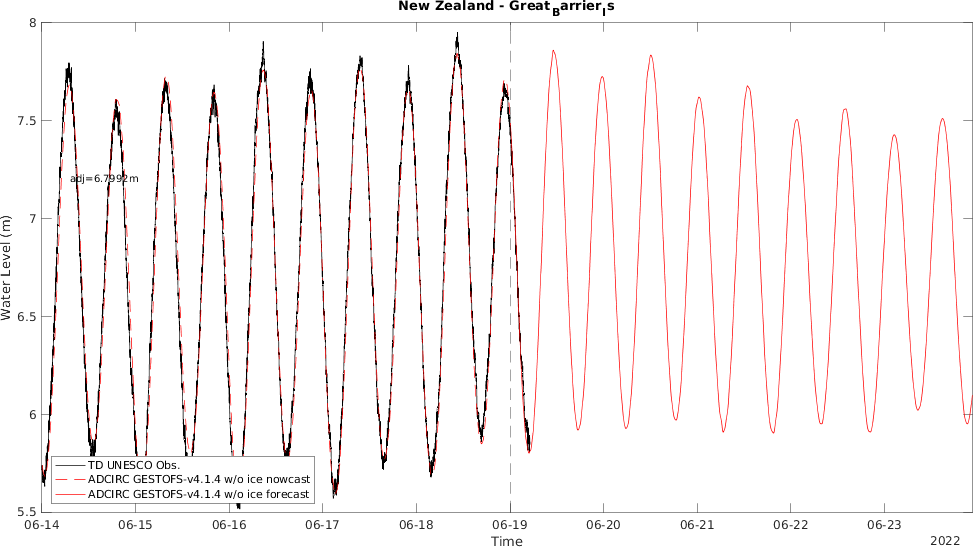 New Zealand - GreatBarrierIs
8
7.5
7
6.5
6
5.5
Water Level (m)
adj=6.7992m
TD UNESCO Obs.
ADCIRC GESTOFS-v4.1.4 w/o ice nowcast
ADCIRC GESTOFS-v4.1.4 w/o ice forecast
06-14 06-15 06-16 06-17 06-18 06-19 06-20 06-21 06-22 06-23
Time
2022